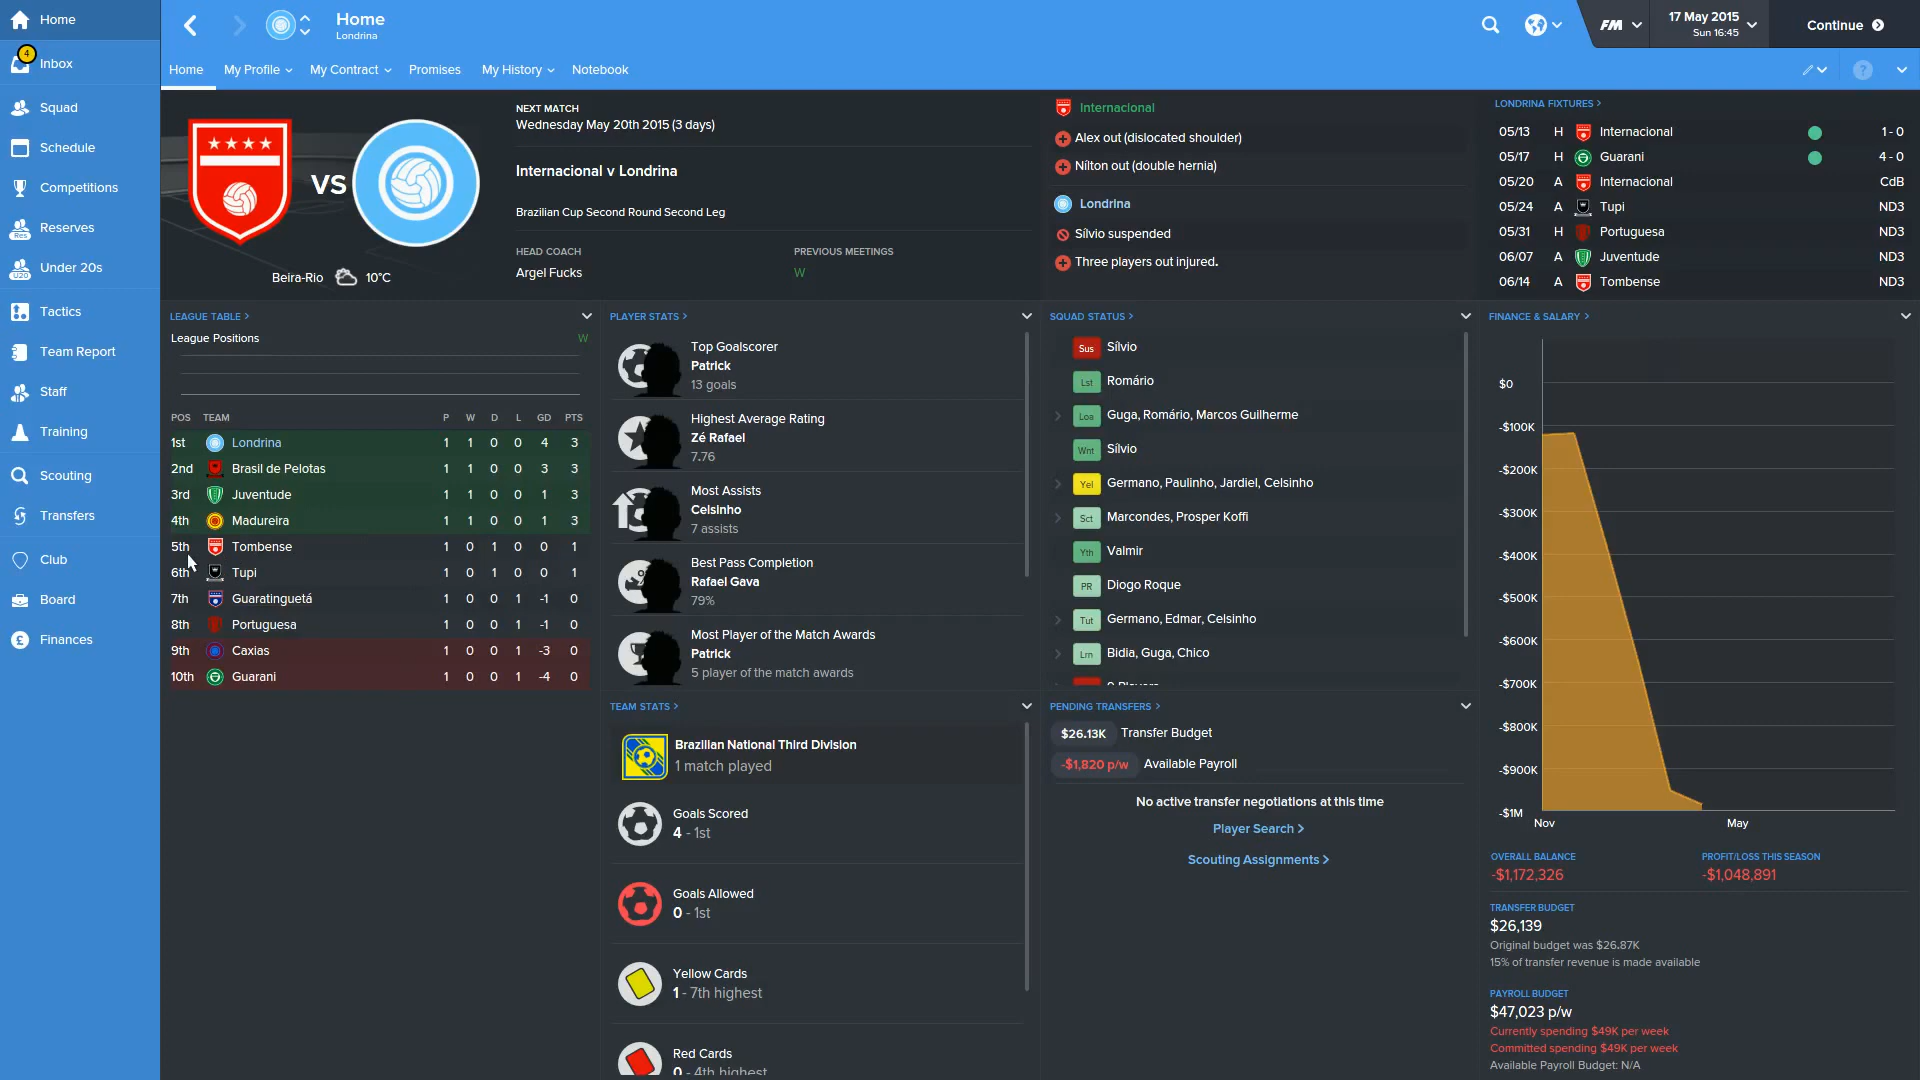 Home
4
Inbox
Squad
Schedule
Competitions
Res
Reserves
U20
Under 20s
Tactics
Team Report
Staff
Training
Scouting
Transfers
Club
Board
£
Finances
Home
Londrina
FM
17 May 2015
Sun 16:45
Continue
Home
My Profile
My Contract
Promises
My History
Notebook
?
VS
Beira-Rio
10°C
NEXT MATCH
Wednesday May 20th 2015 (3 days)
Internacional v Londrina
Brazilian Cup Second Round Second Leg
HEAD COACH
Argel Fucks
PREVIOUS MEETINGS
W
Internacional
Alex out (dislocated shoulder)
Nílton out (double hernia)
Londrina
Sílvio suspended
Three players out injured.
LONDRINA FIXTURES >
05/13 H Internacional 1 - 0
05/17 H Guarani 4 - 0
05/20 A Internacional CdB
05/24 A Tupi ND3
05/31 H Portuguesa ND3
06/07 A Juventude ND3
06/14 A Tombense ND3
LEAGUE TABLE >
League Positions W
POS TEAM P W D L GD PTS
1st Londrina 1 1 0 0 4 3
2nd Brasil de Pelotas 1 1 0 0 3 3
3rd Juventude 1 1 0 0 1 3
4th Madureira 1 1 0 0 1 3
5th Tombense 1 0 1 0 0 1
6th Tupi 1 0 1 0 0 1
7th Guaratinguetá 1 0 0 1 -1 0
8th Portuguesa 1 0 0 1 -1 0
9th Caxias 1 0 0 1 -3 0
10th Guarani 1 0 0 1 -4 0
PLAYER STATS >
Top Goalscorer
Patrick
13 goals
Highest Average Rating
Zé Rafael
7.76
Most Assists
Celsinho
7 assists
Best Pass Completion
Rafael Gava
79%
Most Player of the Match Awards
Patrick
5 player of the match awards
TEAM STATS >
Brazilian National Third Division
1 match played
Goals Scored
4 - 1st
Goals Allowed
0 - 1st
Yellow Cards
1 - 7th highest
Red Cards
0 - 4th highest
SQUAD STATUS >
Sus Sílvio
Lst Romário
Loa Guga, Romário, Marcos Guilherme
Wnt Sílvio
Yel Germano, Paulinho, Jardiel, Celsinho
Sct Marcondes, Prosper Koffi
Yth Valmir
PR Diogo Roque
Tut Germano, Edmar, Celsinho
Lrn Bidia, Guga, Chico
PENDING TRANSFERS >
$26.13K Transfer Budget
-$1,820 p/w Available Payroll
No active transfer negotiations at this time
Player Search >
Scouting Assignments >
FINANCE & SALARY >
$0
-$100K
-$200K
-$300K
-$400K
-$500K
-$600K
-$700K
-$800K
-$900K
-$1M
Nov
May
OVERALL BALANCE
-$1,172,326
PROFIT/LOSS THIS SEASON
-$1,048,891
TRANSFER BUDGET
$26,139
Original budget was $26.87K
15% of transfer revenue is made available
PAYROLL BUDGET
$47,023 p/w
Currently spending $49K per week
Committed spending $49K per week
Available Payroll Budget: N/A